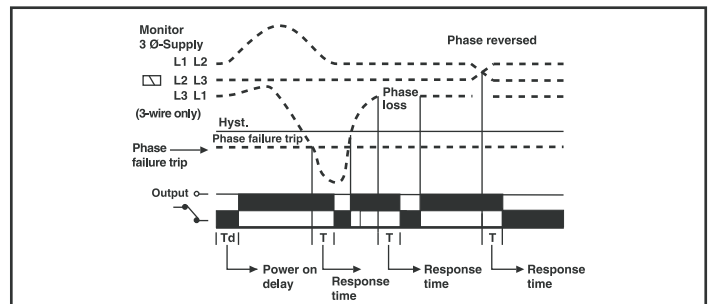 Monitor
3 Ø-Supply
Phase reversed
L1 L2
L2 L3
L3 L1
Phase
loss
(3-wire only)
Hyst.
Phase failure trip
Phase
failure trip
Output
Td
T
T
T
Power on
delay
Response
time
Response
time
Response
time